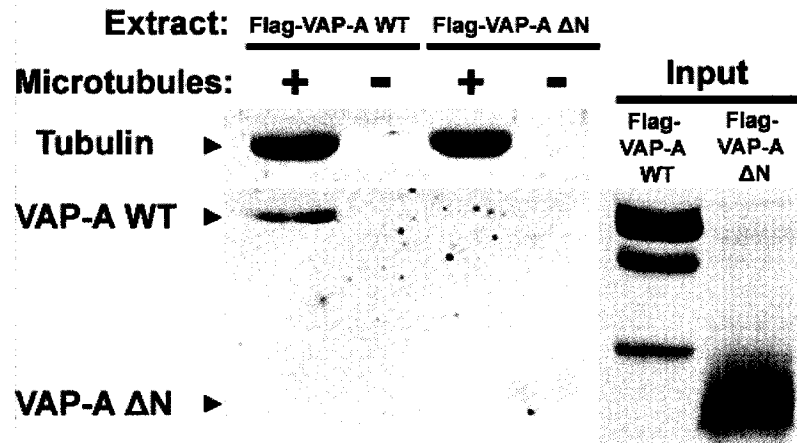 Extract: Flag-VAP-A WT Flag-VAP-A ΔN
Microtubules: + - + -
Input
Flag-VAP-A WT
Flag-VAP-A ΔN
Tubulin
VAP-A WT
VAP-A ΔN